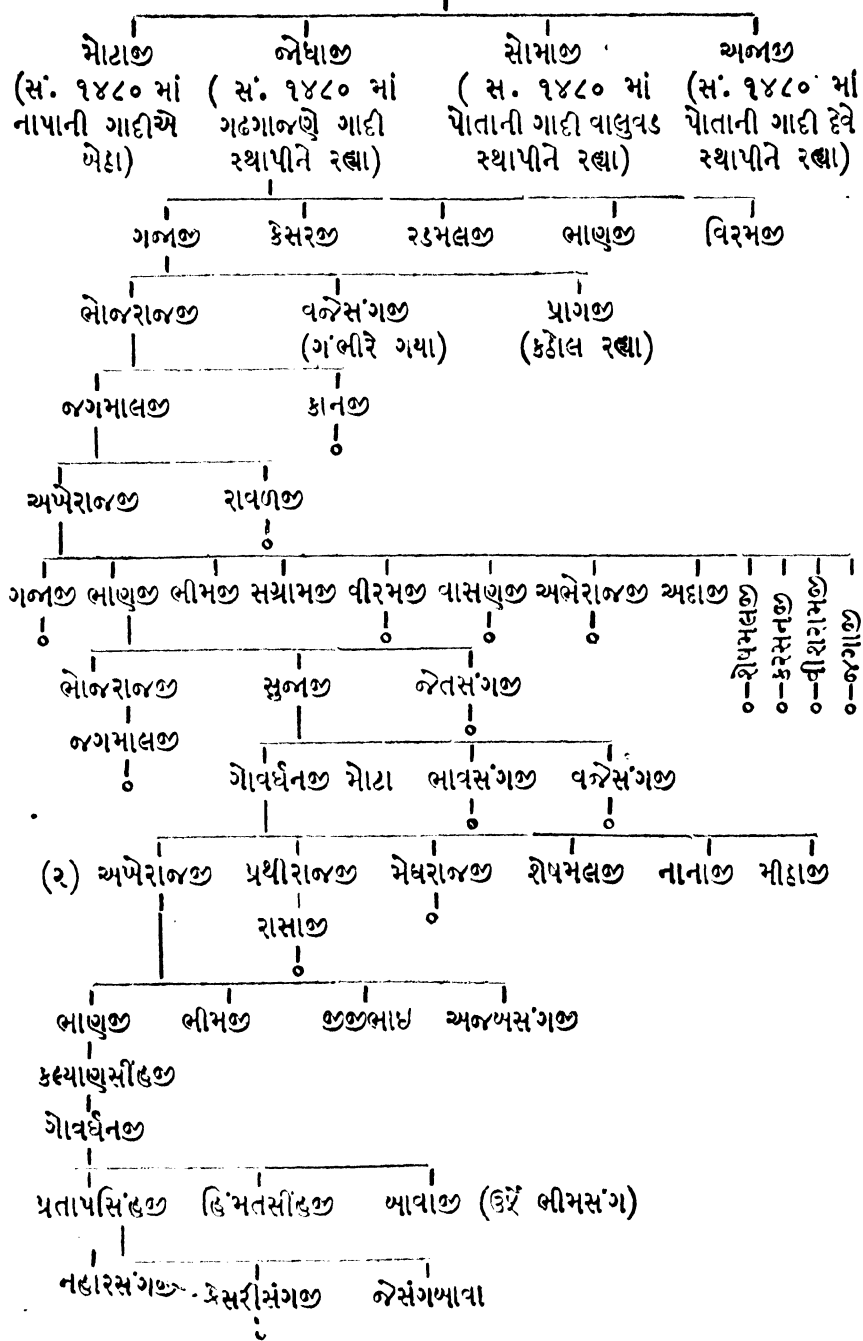 મોટાજી જોધાજી સોમાજી અજાજી
(સં. ૧૪૮૦ માં ( સં. ૧૪૮૦ માં ( સ. ૧૪૮૦ માં (સં. ૧૪૮૦ માં
નાપાની ગાદીએ ગઢગાજણે ગાદી પોતાની ગાદી વાલુવડ પોતાની ગાદી દેવે
બેઠા) સ્થાપીને રહ્યા) સ્થાપીને રહ્યા) સ્થાપીને રહ્યા)
ગજાજી કેસરજી રડમલજી ભાણજી વિરમજી
ભોજરાજજી વજેસંગજી પ્રાગજી
(ગંભીરે ગયા) (કઠોલ રહ્યા)
જગમાલજી કાનજી
અખેરાજજી રાવળજી
ગજાજી ભાણજી ભીમજી સગ્રામજી વીરમજી વાસણજી અભેરાજજી અદાજી શેષમલજી કરસનજી વીશરામજી જગાજી
ભોજરાજજી સુજાજી જેતસંગજી
જગમાલજી
ગોવર્ધનજી મોટા ભાવસંગજી વજેસંગજી
(૨) અખેરાજજી પ્રથીરાજજી મેઘરાજજી શેષમલજી નાનાજી મીઠાજી
રાસાજી
ભાણજી ભીમજી જીજીભાઇ અજબસંગજી
કલ્યાણસીંહજી
ગોવર્ધનજી
પ્રતાપસિંહજી હિંમતસીંહજી બાવાજી (ઉર્ફે ભીમસંગ)
નહારસંગજી કેસરીસંગજી જેસંગબાવા